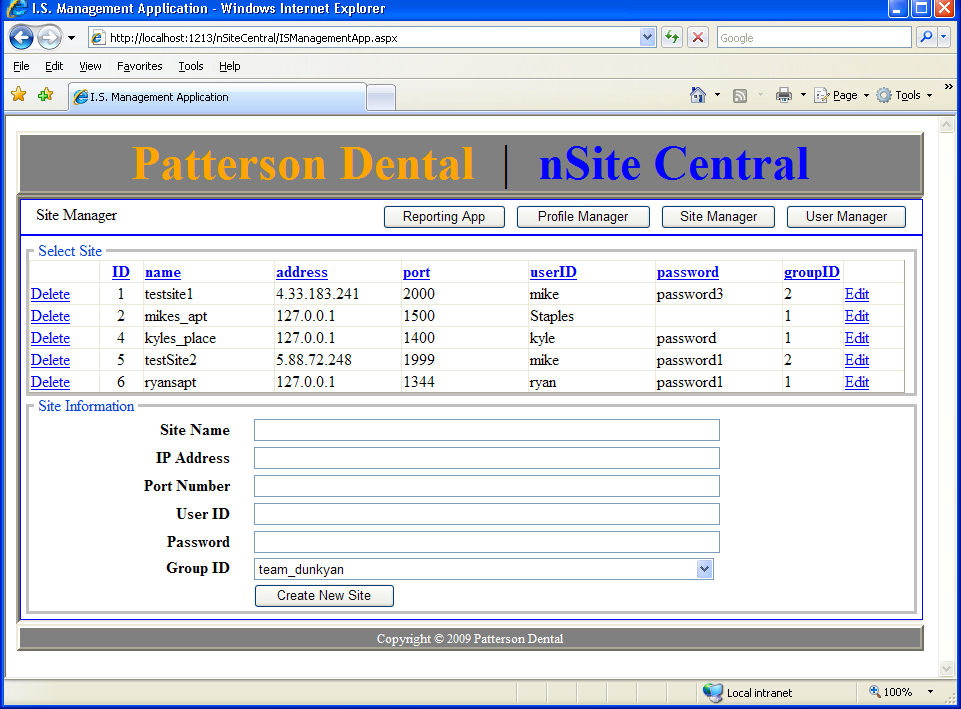 I.S. Management Application - Windows Internet Explorer
http://localhost:1213/nSiteCentral/ISManagementApp.aspx Google
File Edit View Favorites Tools Help
I.S. Management Application Page Tools »
Patterson Dental | nSite Central
Site Manager Reporting App Profile Manager Site Manager User Manager
Select Site
ID name address port userID password groupID
Delete 1 testsite1 4.33.183.241 2000 mike password3 2 Edit
Delete 2 mikes_apt 127.0.0.1 1500 Staples 1 Edit
Delete 4 kyles_place 127.0.0.1 1400 kyle password 1 Edit
Delete 5 testSite2 5.88.72.248 1999 mike password1 2 Edit
Delete 6 ryansapt 127.0.0.1 1344 ryan password1 1 Edit
Site Information
Site Name
IP Address
Port Number
User ID
Password
Group ID team_dunkyan
Create New Site
Copyright © 2009 Patterson Dental
Local intranet 100%